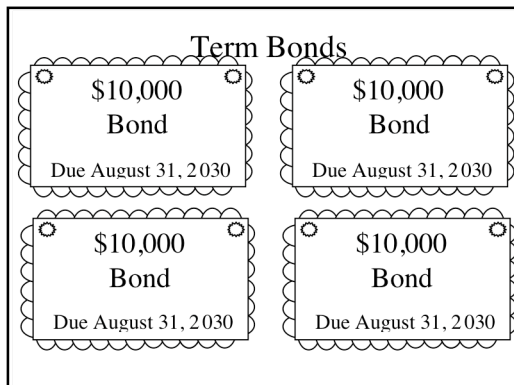 Term Bonds
$10,000
Bond
Due August 31, 2030
$10,000
Bond
Due August 31, 2030
$10,000
Bond
Due August 31, 2030
$10,000
Bond
Due August 31, 2030